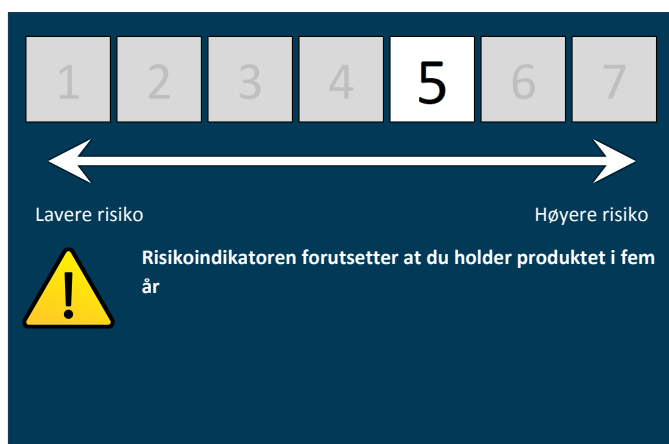 1 2 3 4 5 6 7
Lavere risiko Høyere risiko
Risikoindikatoren forutsetter at du holder produktet i fem
år